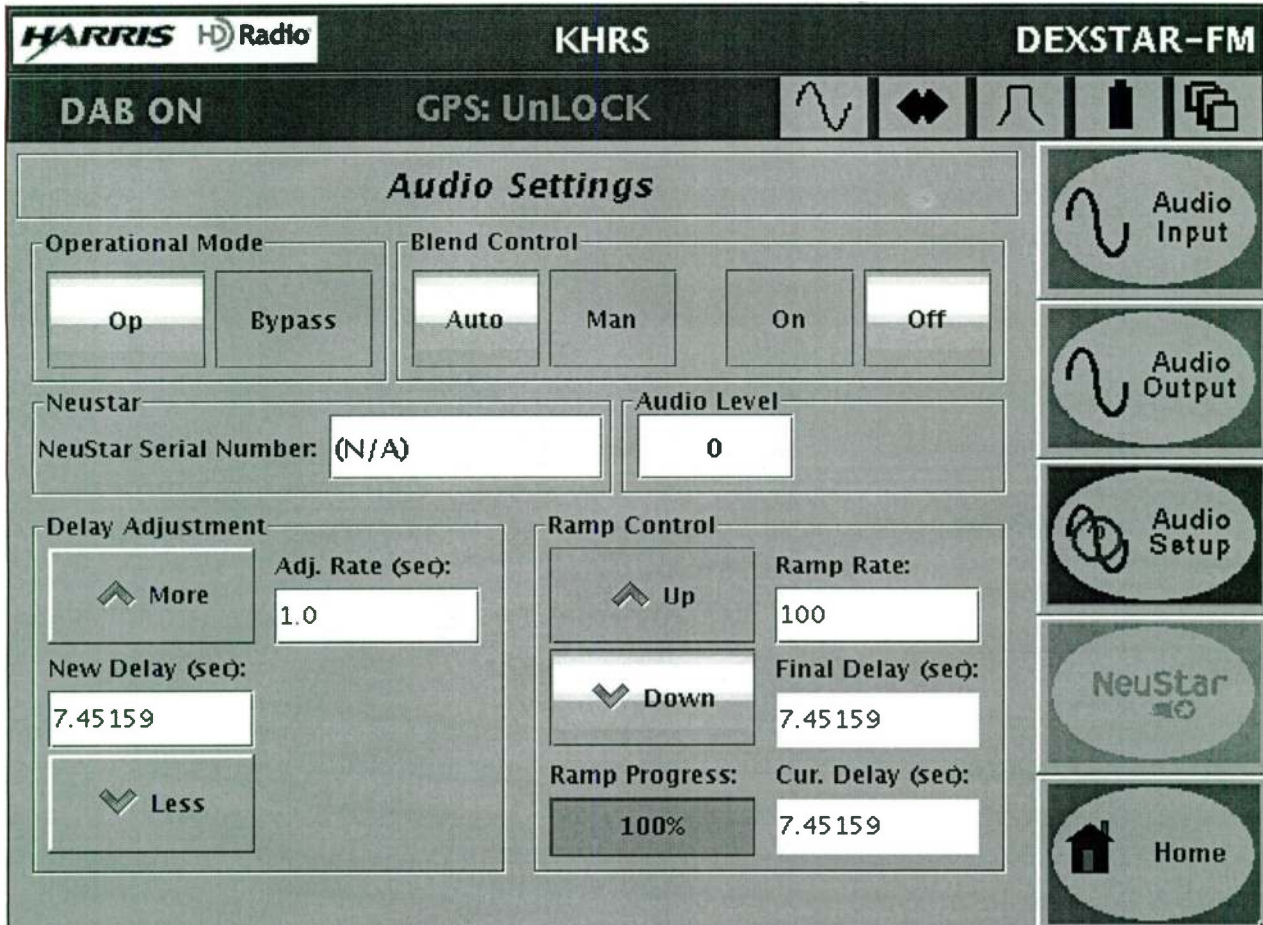 HARRIS HD Radio KHRS DEXSTAR-FM
DAB ON GPS: UnLOCK
Audio Settings
Operational Mode
Op Bypass
Blend Control
Auto Man On Off
Neustar
NeuStar Serial Number: (N/A)
Audio Level
0
Delay Adjustment
More
Adj. Rate (sec):
1.0
New Delay (sec):
7.45159
Less
Ramp Control
Up
Ramp Rate:
100
Down
Final Delay (sec):
7.45159
Ramp Progress:
100%
Cur. Delay (sec):
7.45159
Audio
Input
Audio
Output
Audio
Setup
NeuStar
Home